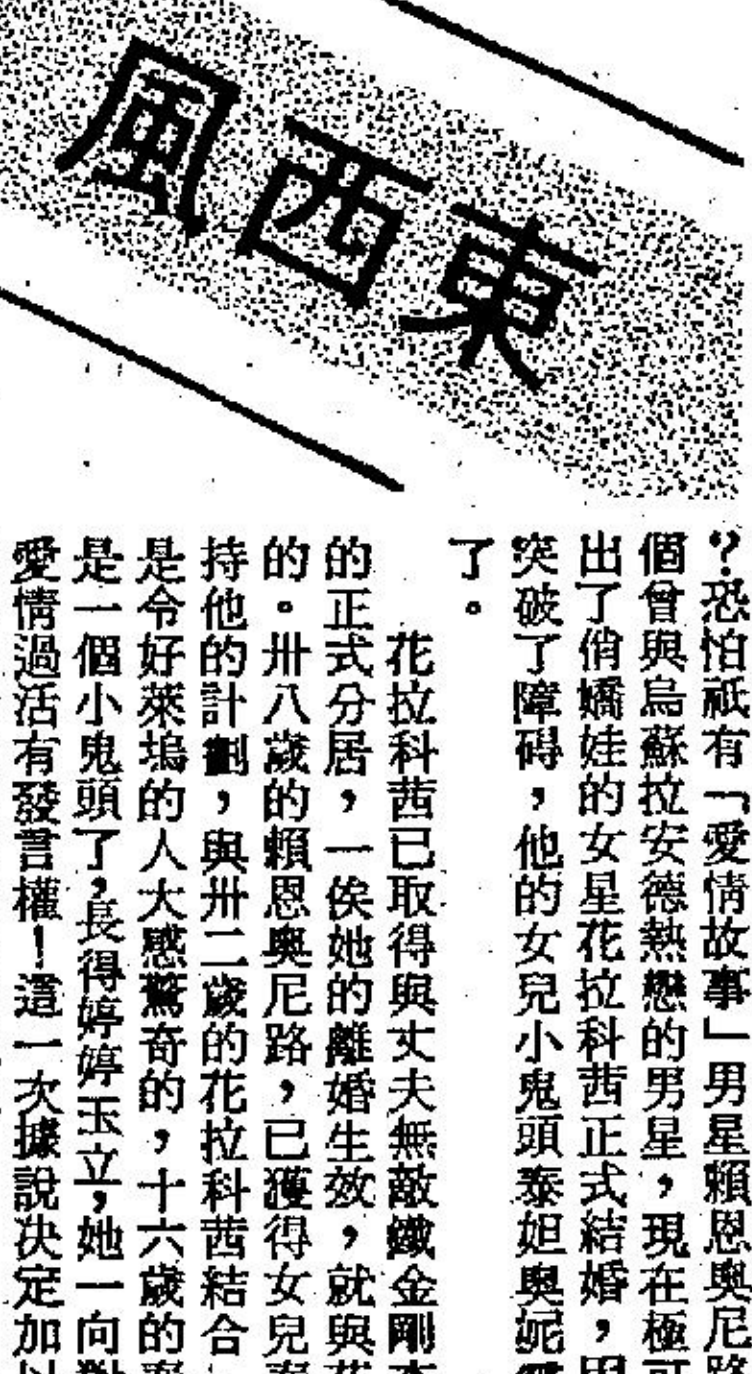 東西風
？恐怕祇有「愛情故事」男星賴恩奧尼路
個曾與烏蘇拉安德熱戀的男星，現在極可
出了俏嬌娃的女星花拉科茜正式結婚，因
突破了障碍，他的女兒小鬼頭泰妲奧妮
了。
花拉科茜已取得與丈夫無敵鐵金剛
的正式分居，一俟她的離婚生效，就與花
的。卅八歲的賴恩奧尼路，已獲得女兒泰
持他的計劃，與卅二歲的花拉科茜結合，
是令好萊塢的人大感驚奇的，十六歲的泰
是一個小鬼頭了，長得婷婷玉立，她一向對
愛情過活有發言權！這一次據說決定加以